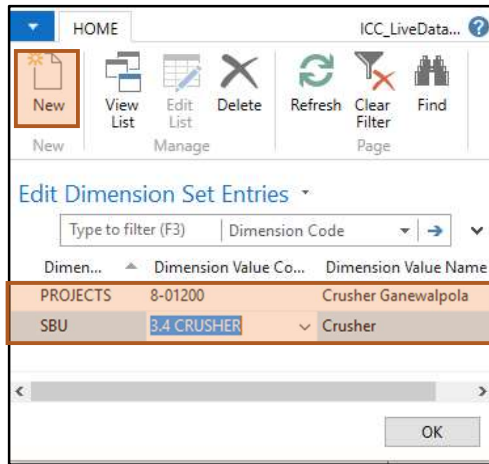 HOME
ICC_LiveData...
New
View List
Edit List
Delete
Refresh
Clear Filter
Find
New
Manage
Page
Edit Dimension Set Entries
Type to filter (F3)
Dimension Code
Dimen...
Dimension Value Co...
Dimension Value Name
PROJECTS
8-01200
Crusher Ganewalpola
SBU
3.4 CRUSHER
Crusher
OK